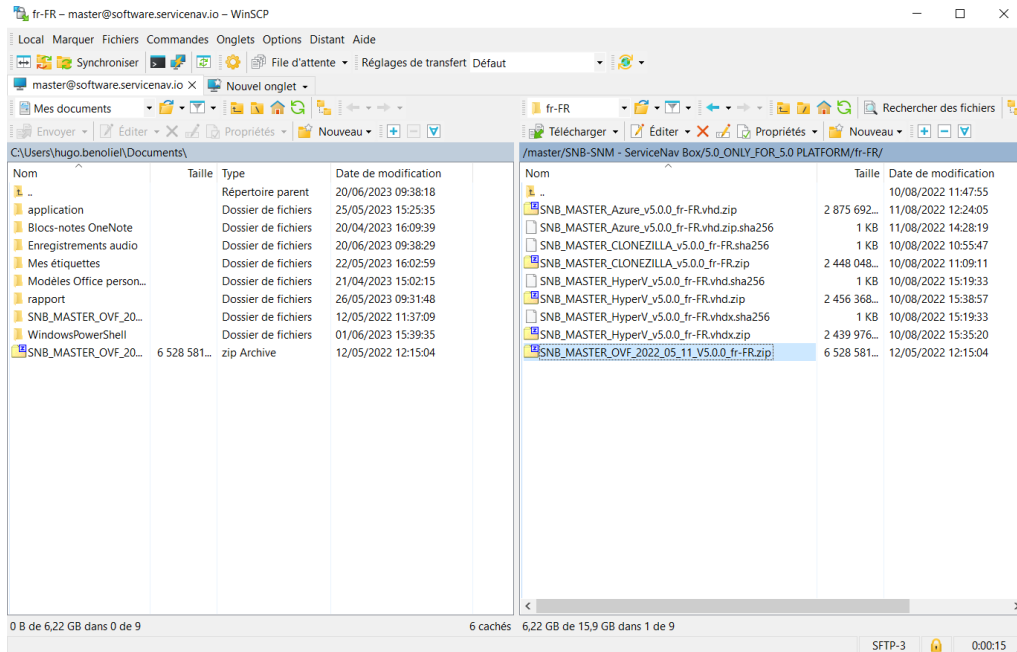 fr-FR – master@software.servicenav.io – WinSCP
Local Marquer Fichiers Commandes Onglets Options Distant Aide
Synchroniser File d'attente Réglages de transfert Défaut
master@software.servicenav.io X Nouvel onglet
Mes documents
Envoyer Éditer Propriétés Nouveau
C:\Users\hugo.benoliel\Documents\
Nom Taille Type Date de modification
.. Répertoire parent 20/06/2023 09:38:18
application Dossier de fichiers 25/05/2023 15:25:35
Blocs-notes OneNote Dossier de fichiers 20/04/2023 16:09:39
Enregistrements audio Dossier de fichiers 20/06/2023 09:38:29
Mes étiquettes Dossier de fichiers 22/05/2023 16:02:59
Modèles Office person... Dossier de fichiers 21/04/2023 15:02:15
rapport Dossier de fichiers 26/05/2023 09:31:48
SNB_MASTER_OVF_20... Dossier de fichiers 12/05/2022 11:37:09
WindowsPowerShell Dossier de fichiers 01/06/2023 15:39:35
SNB_MASTER_OVF_20... 6 528 581... zip Archive 12/05/2022 12:15:04
0 B de 6,22 GB dans 0 de 9 6 cachés
fr-FR Rechercher des fichiers
Télécharger Éditer Propriétés Nouveau
/master/SNB-SNM - ServiceNav Box/5.0_ONLY_FOR_5.0 PLATFORM/fr-FR/
Nom Taille Date de modification
.. 10/08/2022 11:47:55
SNB_MASTER_Azure_v5.0.0_fr-FR.vhd.zip 2 875 692... 11/08/2022 12:24:05
SNB_MASTER_Azure_v5.0.0_fr-FR.vhd.zip.sha256 1 KB 11/08/2022 14:28:19
SNB_MASTER_CLONEZILLA_v5.0.0_fr-FR.sha256 1 KB 10/08/2022 10:55:47
SNB_MASTER_CLONEZILLA_v5.0.0_fr-FR.zip 2 448 048... 10/08/2022 11:09:11
SNB_MASTER_HyperV_v5.0.0_fr-FR.vhd.sha256 1 KB 10/08/2022 15:19:33
SNB_MASTER_HyperV_v5.0.0_fr-FR.vhd.zip 2 456 368... 10/08/2022 15:38:57
SNB_MASTER_HyperV_v5.0.0_fr-FR.vhdx.sha256 1 KB 10/08/2022 15:19:33
SNB_MASTER_HyperV_v5.0.0_fr-FR.vhdx.zip 2 439 976... 10/08/2022 15:35:20
SNB_MASTER_OVF_2022_05_11_V5.0.0_fr-FR.zip 6 528 581... 12/05/2022 12:15:04
6,22 GB de 15,9 GB dans 1 de 9
SFTP-3 0:00:15